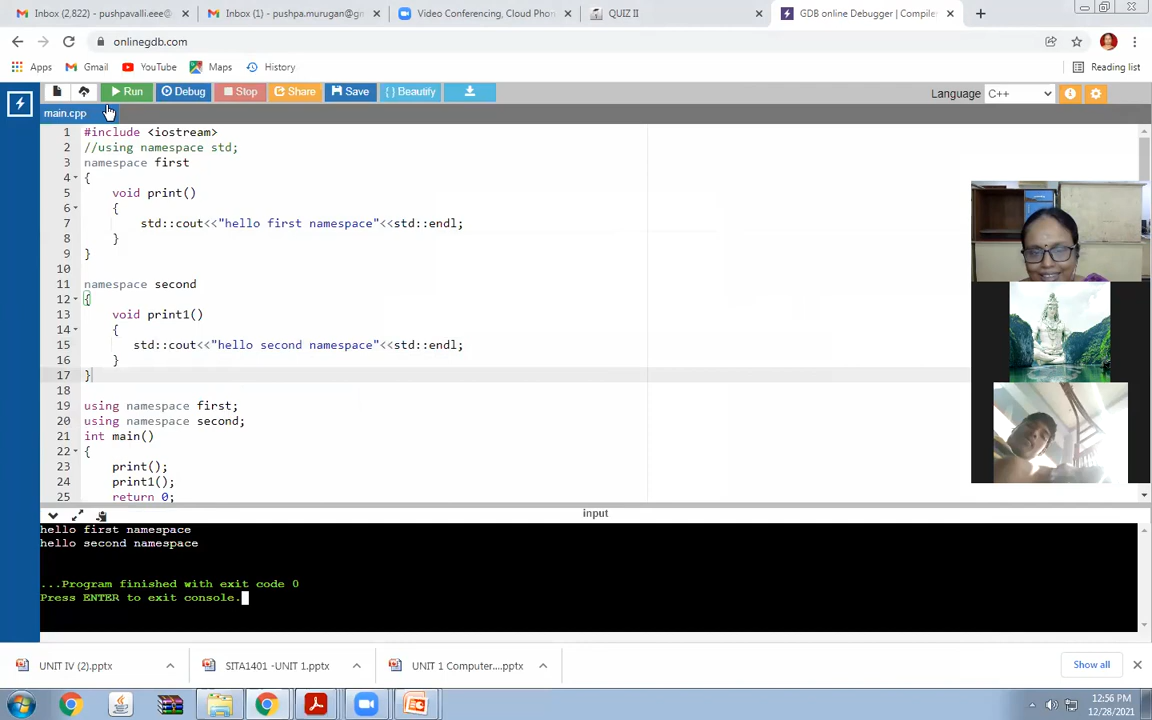 Inbox (2,822) - pushpavalli.eee@
Inbox (1) - pushpa.murugan@gn
Video Conferencing, Cloud Phon
QUIZ II
GDB online Debugger | Compiler
onlinegdb.com
Apps
Gmail
YouTube
Maps
History
Reading list
Run
Debug
Stop
Share
Save
{ } Beautify
Language
C++
main.cpp
1 #include <iostream>
2 //using namespace std;
3 namespace first
4 {
5 void print()
6 {
7 std::cout<<"hello first namespace"<<std::endl;
8 }
9 }
10
11 namespace second
12 {
13 void print1()
14 {
15 std::cout<<"hello second namespace"<<std::endl;
16 }
17 }
18
19 using namespace first;
20 using namespace second;
21 int main()
22 {
23 print();
24 print1();
25 return 0;
input
hello first namespace
hello second namespace
...Program finished with exit code 0
Press ENTER to exit console.
UNIT IV (2).pptx
SITA1401 -UNIT 1.pptx
UNIT 1 Computer....pptx
Show all
12:56 PM
12/28/2021